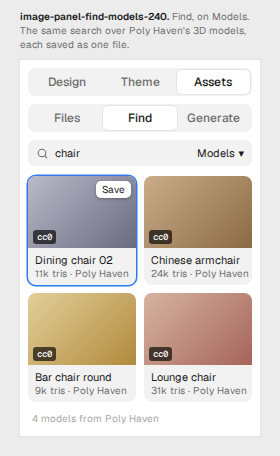 image-panel-find-models-240. Find, on Models.
The same search over Poly Haven's 3D models,
each saved as one file.
Design Theme Assets
Files Find Generate
chair Models ▾
Save
cc0 cc0
Dining chair 02 Chinese armchair
11k tris · Poly Haven 24k tris · Poly Haven
cc0 cc0
Bar chair round Lounge chair
9k tris · Poly Haven 31k tris · Poly Haven
4 models from Poly Haven